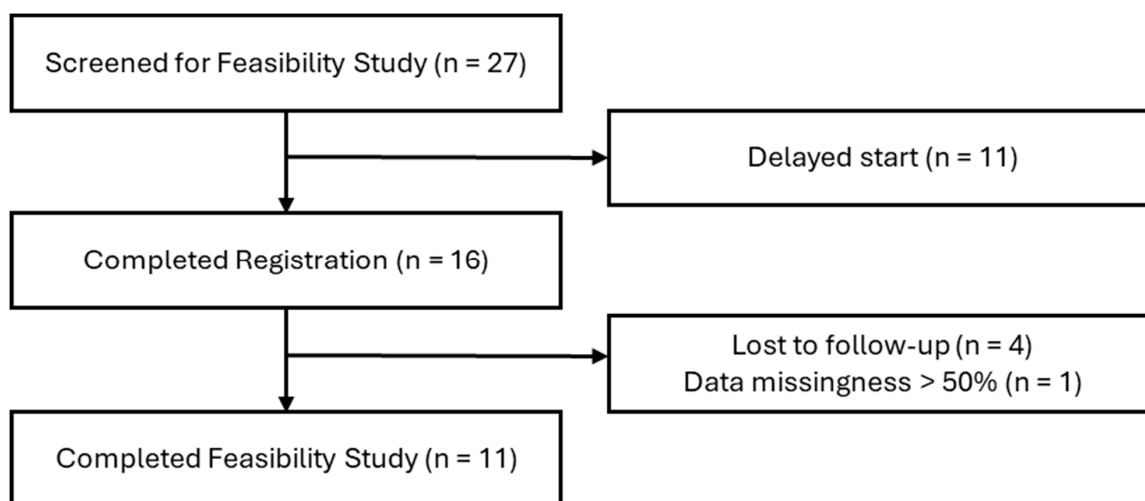 Screened for Feasibility Study (n = 27)
Delayed start (n = 11)
Completed Registration (n = 16)
Lost to follow-up (n = 4)
Data missingness > 50% (n = 1)
Completed Feasibility Study (n = 11)